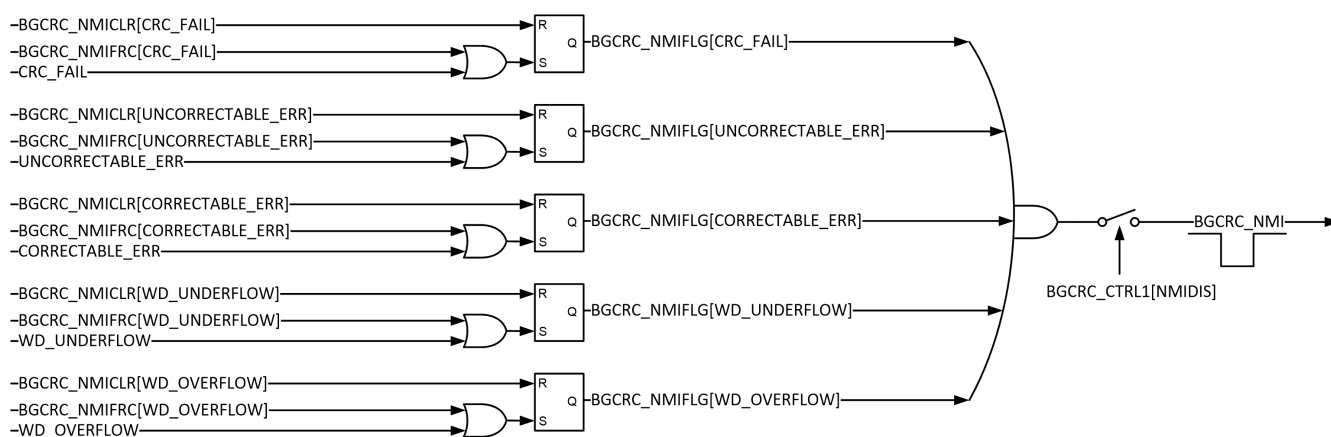 BGCRC_NMICLR[CRC_FAIL]
R
BGCRC_NMIFRC[CRC_FAIL]
Q
BGCRC_NMIFLG[CRC_FAIL]
S
CRC_FAIL
BGCRC_NMICLR[UNCORRECTABLE_ERR]
R
BGCRC_NMIFRC[UNCORRECTABLE_ERR]
Q
BGCRC_NMIFLG[UNCORRECTABLE_ERR]
S
UNCORRECTABLE_ERR
BGCRC_NMICLR[CORRECTABLE_ERR]
R
BGCRC_NMIFRC[CORRECTABLE_ERR]
Q
BGCRC_NMIFLG[CORRECTABLE_ERR]
S
CORRECTABLE_ERR
BGCRC_NMI
BGCRC_CTRL1[NMIDIS]
BGCRC_NMICLR[WD_UNDERFLOW]
R
BGCRC_NMIFRC[WD_UNDERFLOW]
Q
BGCRC_NMIFLG[WD_UNDERFLOW]
S
WD_UNDERFLOW
BGCRC_NMICLR[WD_OVERFLOW]
R
BGCRC_NMIFRC[WD_OVERFLOW]
Q
BGCRC_NMIFLG[WD_OVERFLOW]
S
WD_OVERFLOW